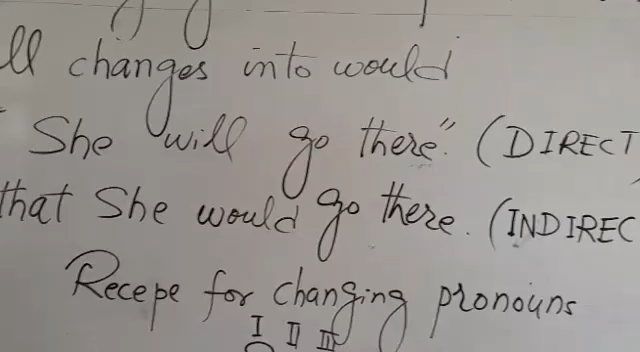 ll changes into would
She will go there". (DIRECT
that She would go there. (INDIREC
Recepe for changing pronouns
I II III